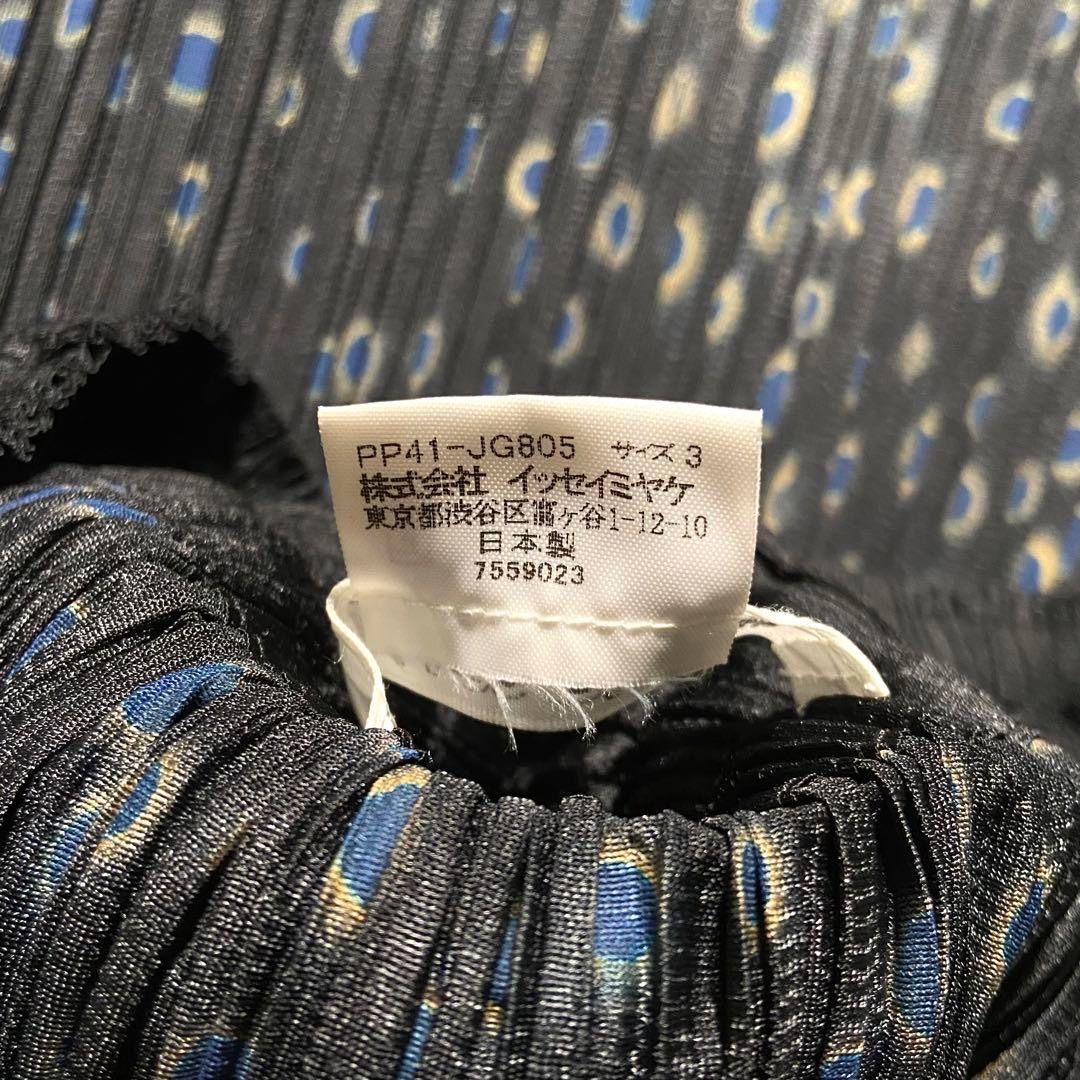 PP41-JG805 サイズ 3
株式会社 イッセイミヤケ
東京都渋谷区富ヶ谷1-12-10
日本製
7559023